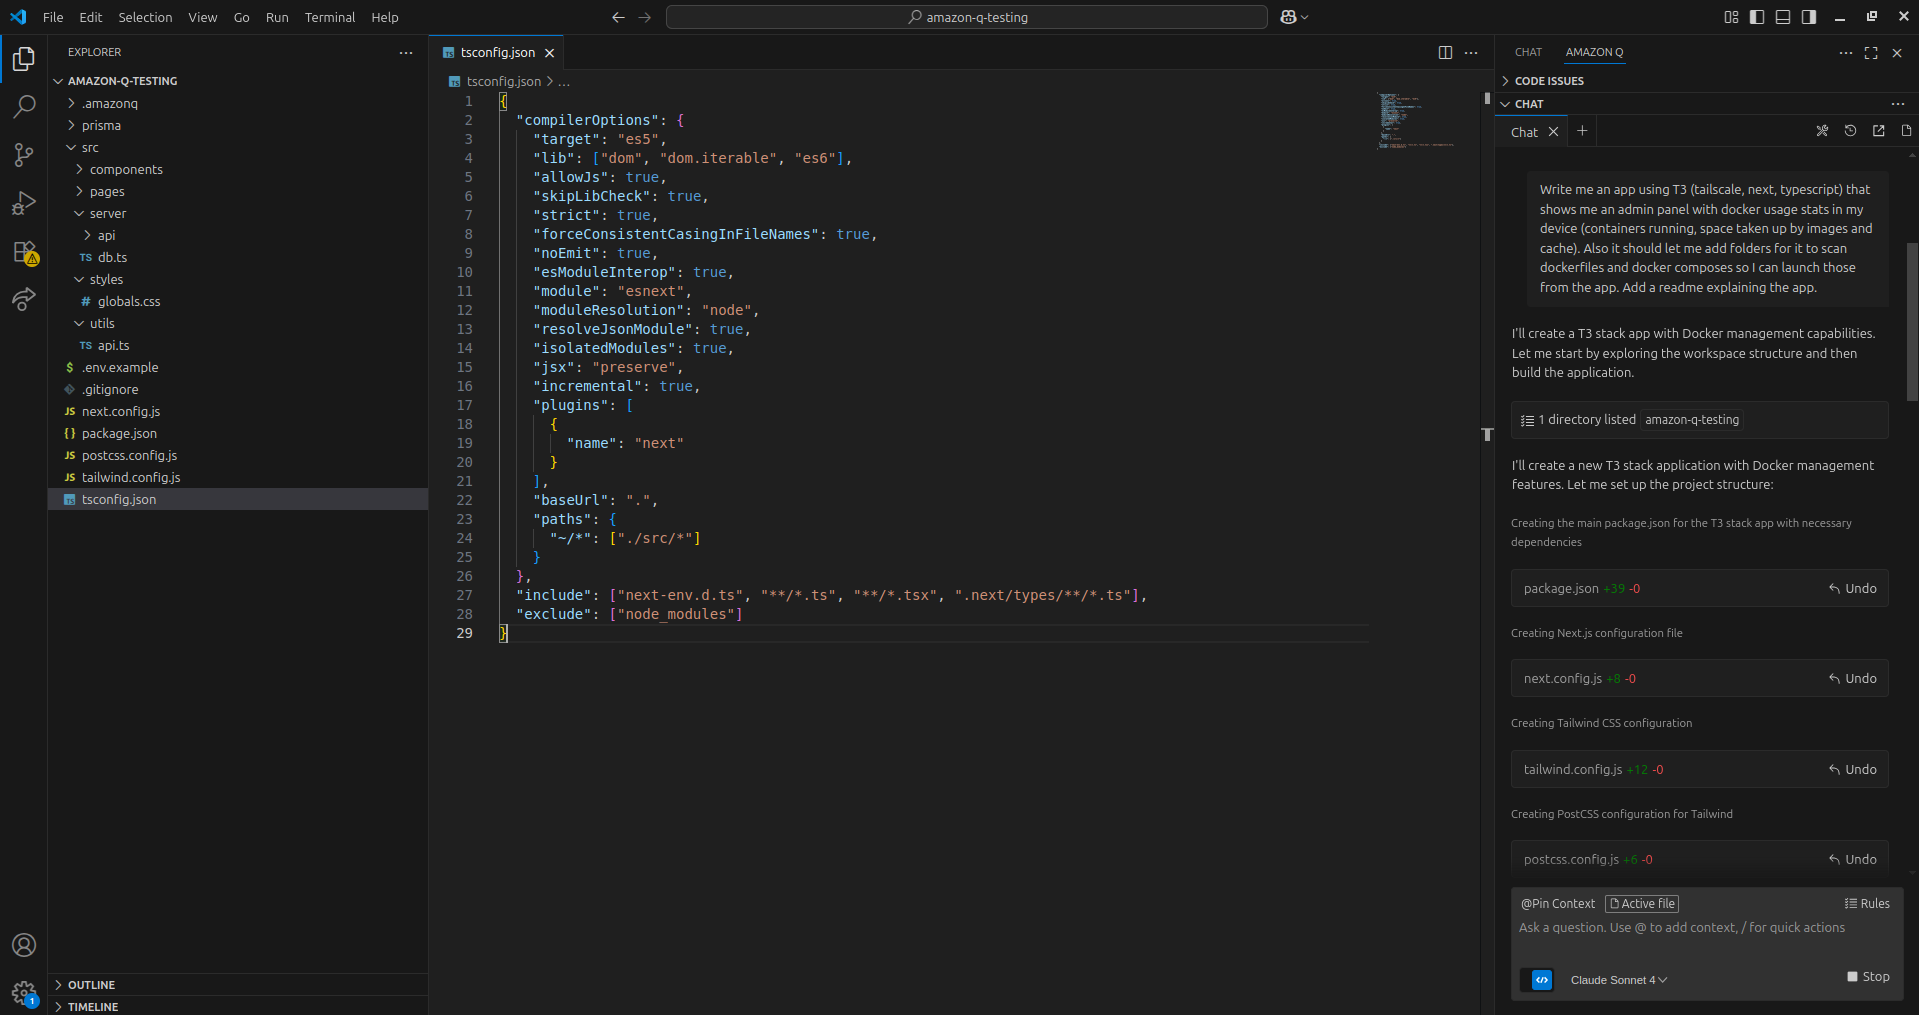 File Edit Selection View Go Run Terminal Help
amazon-q-testing
EXPLORER
AMAZON-Q-TESTING
.amazonq
prisma
src
components
pages
server
api
TS db.ts
styles
# globals.css
utils
TS api.ts
$ .env.example
.gitignore
JS next.config.js
{} package.json
JS postcss.config.js
JS tailwind.config.js
TS tsconfig.json
OUTLINE
TIMELINE
1
TS tsconfig.json
TS tsconfig.json > ...
1 {
2 "compilerOptions": {
3 "target": "es5",
4 "lib": ["dom", "dom.iterable", "es6"],
5 "allowJs": true,
6 "skipLibCheck": true,
7 "strict": true,
8 "forceConsistentCasingInFileNames": true,
9 "noEmit": true,
10 "esModuleInterop": true,
11 "module": "esnext",
12 "moduleResolution": "node",
13 "resolveJsonModule": true,
14 "isolatedModules": true,
15 "jsx": "preserve",
16 "incremental": true,
17 "plugins": [
18 {
19 "name": "next"
20 }
21 ],
22 "baseUrl": ".",
23 "paths": {
24 "~/*": ["./src/*"]
25 }
26 },
27 "include": ["next-env.d.ts", "**/*.ts", "**/*.tsx", ".next/types/**/*.ts"],
28 "exclude": ["node_modules"]
29 }
CHAT AMAZON Q
CODE ISSUES
CHAT
Chat
Write me an app using T3 (tailscale, next, typescript) that
shows me an admin panel with docker usage stats in my
device (containers running, space taken up by images and
cache). Also it should let me add folders for it to scan
dockerfiles and docker composes so I can launch those
from the app. Add a readme explaining the app.
I'll create a T3 stack app with Docker management capabilities.
Let me start by exploring the workspace structure and then
build the application.
1 directory listed amazon-q-testing
I'll create a new T3 stack application with Docker management
features. Let me set up the project structure:
Creating the main package.json for the T3 stack app with necessary
dependencies
package.json +39 -0 Undo
Creating Next.js configuration file
next.config.js +8 -0 Undo
Creating Tailwind CSS configuration
tailwind.config.js +12 -0 Undo
Creating PostCSS configuration for Tailwind
postcss.config.js +6 -0 Undo
@Pin Context Active file Rules
Ask a question. Use @ to add context, / for quick actions
Claude Sonnet 4 Stop